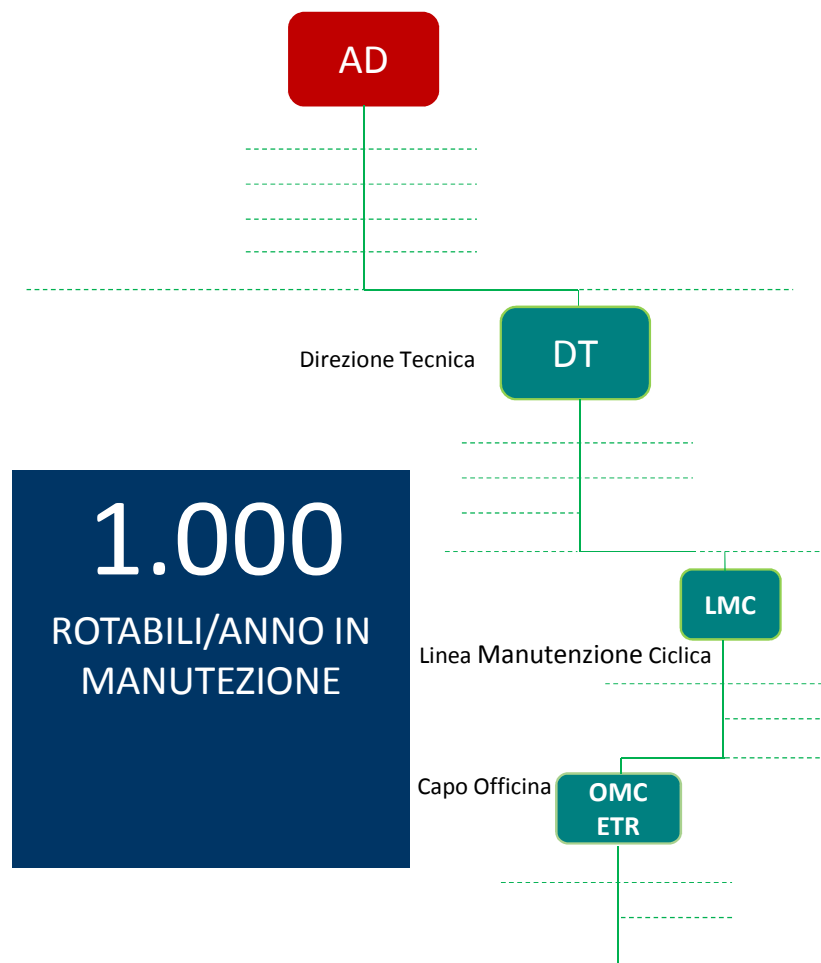 AD
Direzione Tecnica
DT
1.000
ROTABILI/ANNO IN
MANUTEZIONE
LMC
Linea Manutenzione Ciclica
Capo Officina
OMC
ETR